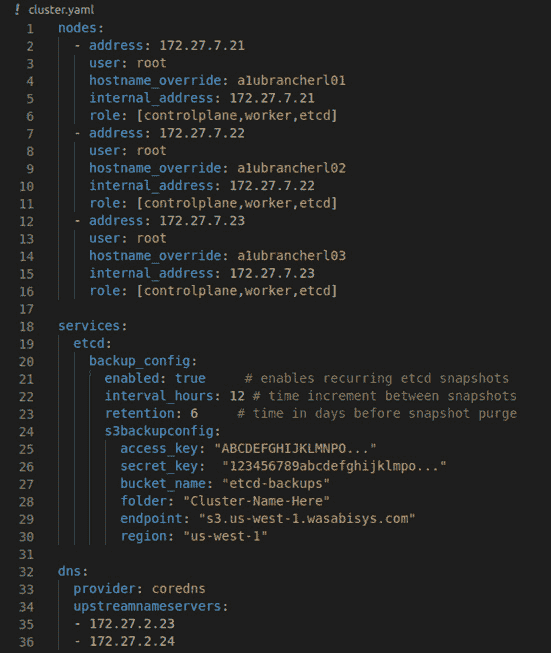 ! cluster.yaml
1 nodes:
2   - address: 172.27.7.21
3     user: root
4     hostname_override: a1ubrancherl01
5     internal_address: 172.27.7.21
6     role: [controlplane,worker,etcd]
7   - address: 172.27.7.22
8     user: root
9     hostname_override: a1ubrancherl02
10     internal_address: 172.27.7.22
11     role: [controlplane,worker,etcd]
12   - address: 172.27.7.23
13     user: root
14     hostname_override: a1ubrancherl03
15     internal_address: 172.27.7.23
16     role: [controlplane,worker,etcd]
17
18 services:
19   etcd:
20     backup_config:
21       enabled: true     # enables recurring etcd snapshots
22       interval_hours: 12 # time increment between snapshots
23       retention: 6     # time in days before snapshot purge
24       s3backupconfig:
25         access_key: "ABCDEFGHIJKLMNPO..."
26         secret_key:  "123456789abcdefghijklmpo..."
27         bucket_name: "etcd-backups"
28         folder: "Cluster-Name-Here"
29         endpoint: "s3.us-west-1.wasabisys.com"
30         region: "us-west-1"
31
32 dns:
33   provider: coredns
34   upstreamnameservers:
35   - 172.27.2.23
36   - 172.27.2.24